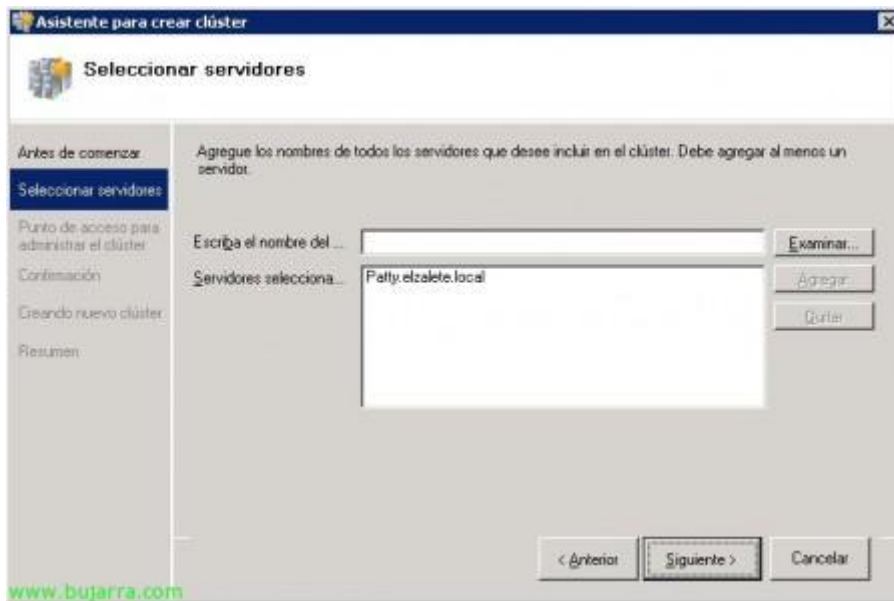 Asistente para crear clúster
Seleccionar servidores
Antes de comenzar
Seleccionar servidores
Punto de acceso para
administrar el clúster
Confirmación
Creando nuevo clúster
Resumen
Agregue los nombres de todos los servidores que desee incluir en el clúster. Debe agregar al menos un
servidor.
Escriba el nombre del ...
Examinar...
Servidores selecciona...
Patty.elzalete.local
Agregar
Quitar
< Anterior
Siguiente >
Cancelar
www.bujarra.com